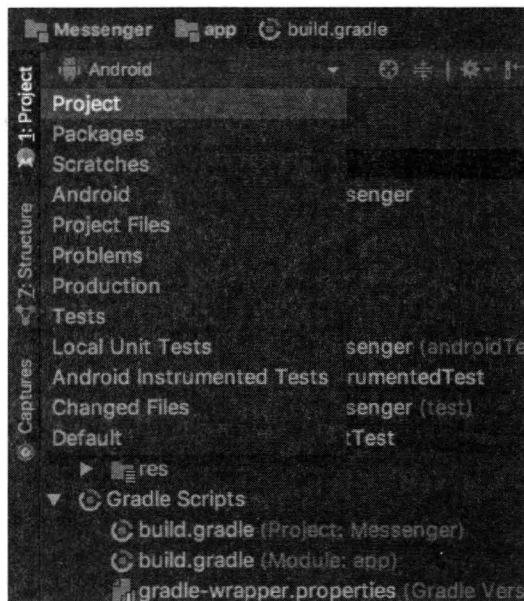 Messenger app build.gradle
1: Project
Android
Project
Packages
Scratches
Android
senger
Project Files
Problems
Production
Tests
Local Unit Tests
senger (androidTe
Android Instrumented Tests
rumentedTest
Changed Files
senger (test)
Default
tTest
7: Structure
Captures
res
Gradle Scripts
build.gradle (Project: Messenger)
build.gradle (Module: app)
gradle-wrapper.properties (Gradle Vers